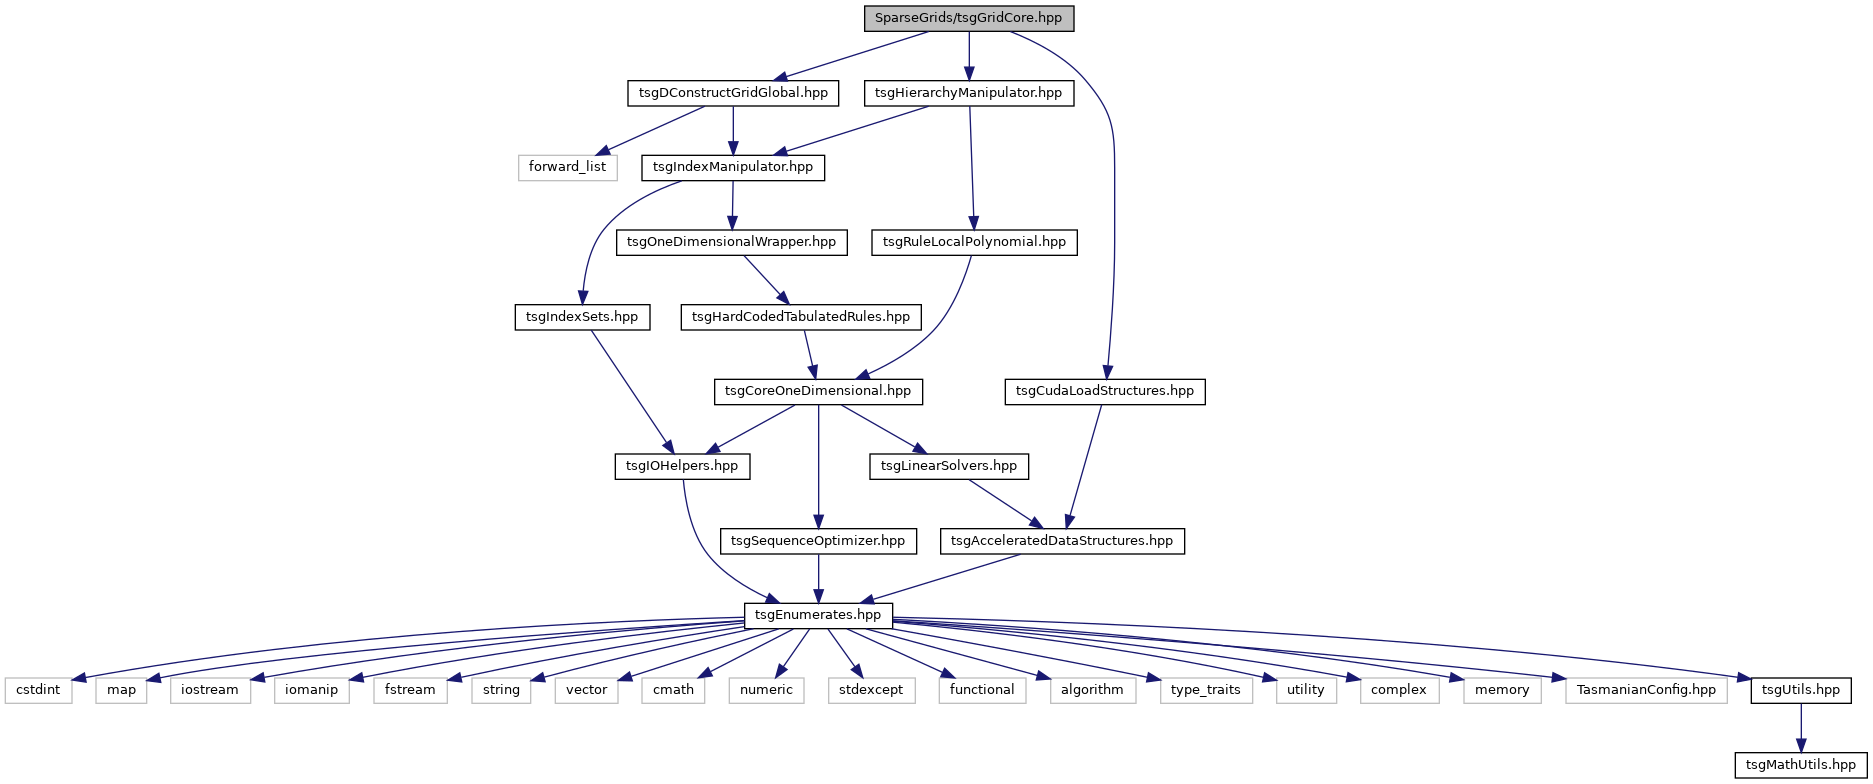 SparseGrids/tsgGridCore.hpp
tsgDConstructGridGlobal.hpp
tsgHierarchyManipulator.hpp
forward_list
tsgIndexManipulator.hpp
tsgOneDimensionalWrapper.hpp
tsgRuleLocalPolynomial.hpp
tsgIndexSets.hpp
tsgHardCodedTabulatedRules.hpp
tsgCoreOneDimensional.hpp
tsgCudaLoadStructures.hpp
tsgIOHelpers.hpp
tsgLinearSolvers.hpp
tsgSequenceOptimizer.hpp
tsgAcceleratedDataStructures.hpp
tsgEnumerates.hpp
cstdint
map
iostream
iomanip
fstream
string
vector
cmath
numeric
stdexcept
functional
algorithm
type_traits
utility
complex
memory
TasmanianConfig.hpp
tsgUtils.hpp
tsgMathUtils.hpp